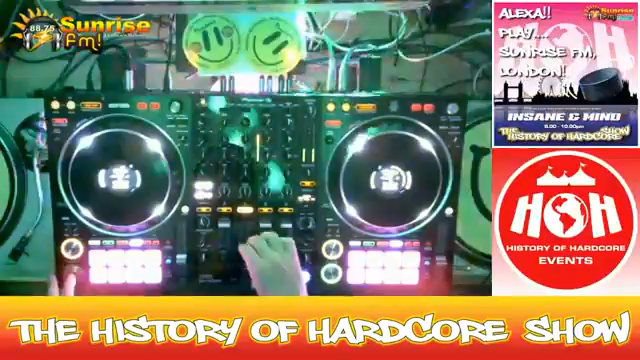 88.75
Sunrise
Fm!
ALEXA!!
PLAY...
SUNRISE FM,
LONDON!
INSANE & MIND
THE HISTORY OF HARDCORE SHOW
HOH
HISTORY OF HARDCORE
EVENTS
THE HISTORY OF HARDCORE SHOW